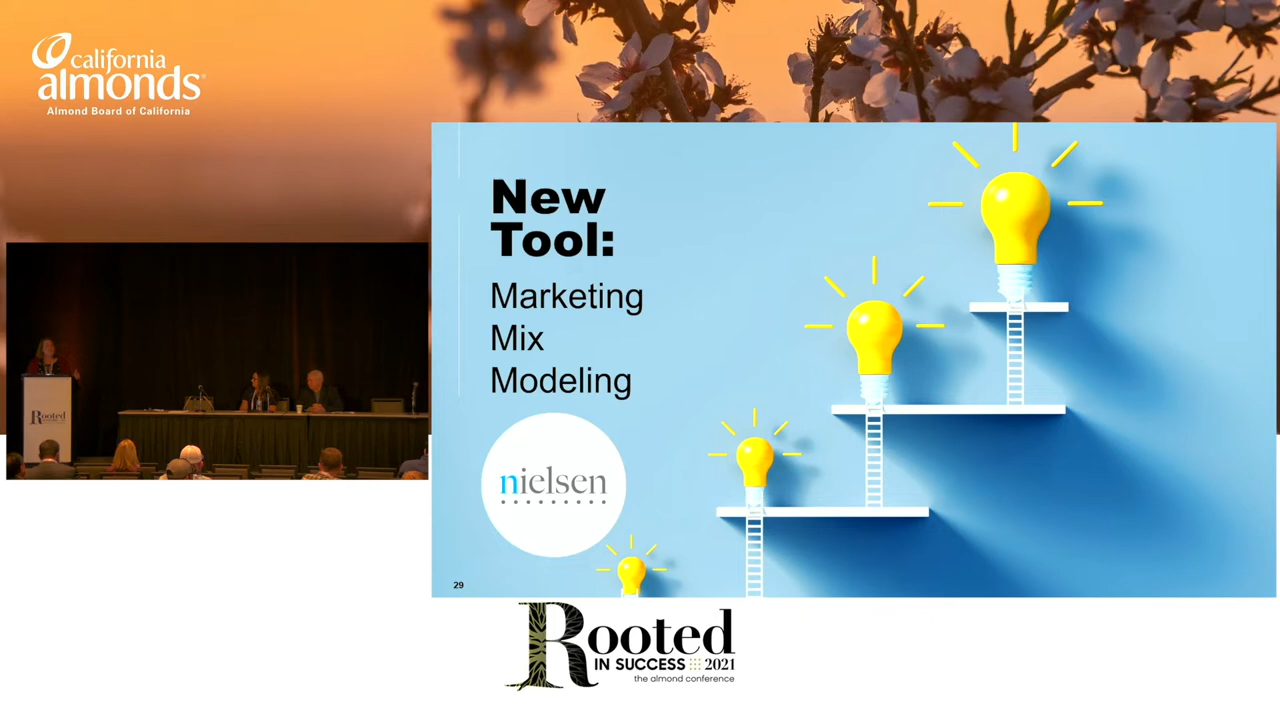 california
almonds
Almond Board of California
New
Tool:
Marketing
Mix
Modeling
nielsen
29
Rooted
Rooted
IN SUCCESS 2021
the almond conference